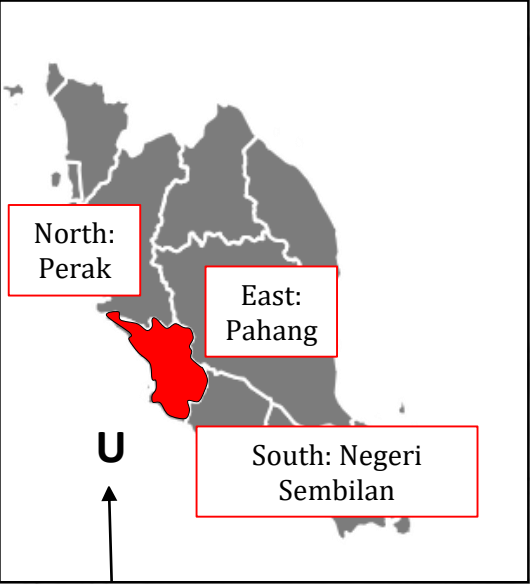 North:
Perak
East:
Pahang
U
South: Negeri
Sembilan